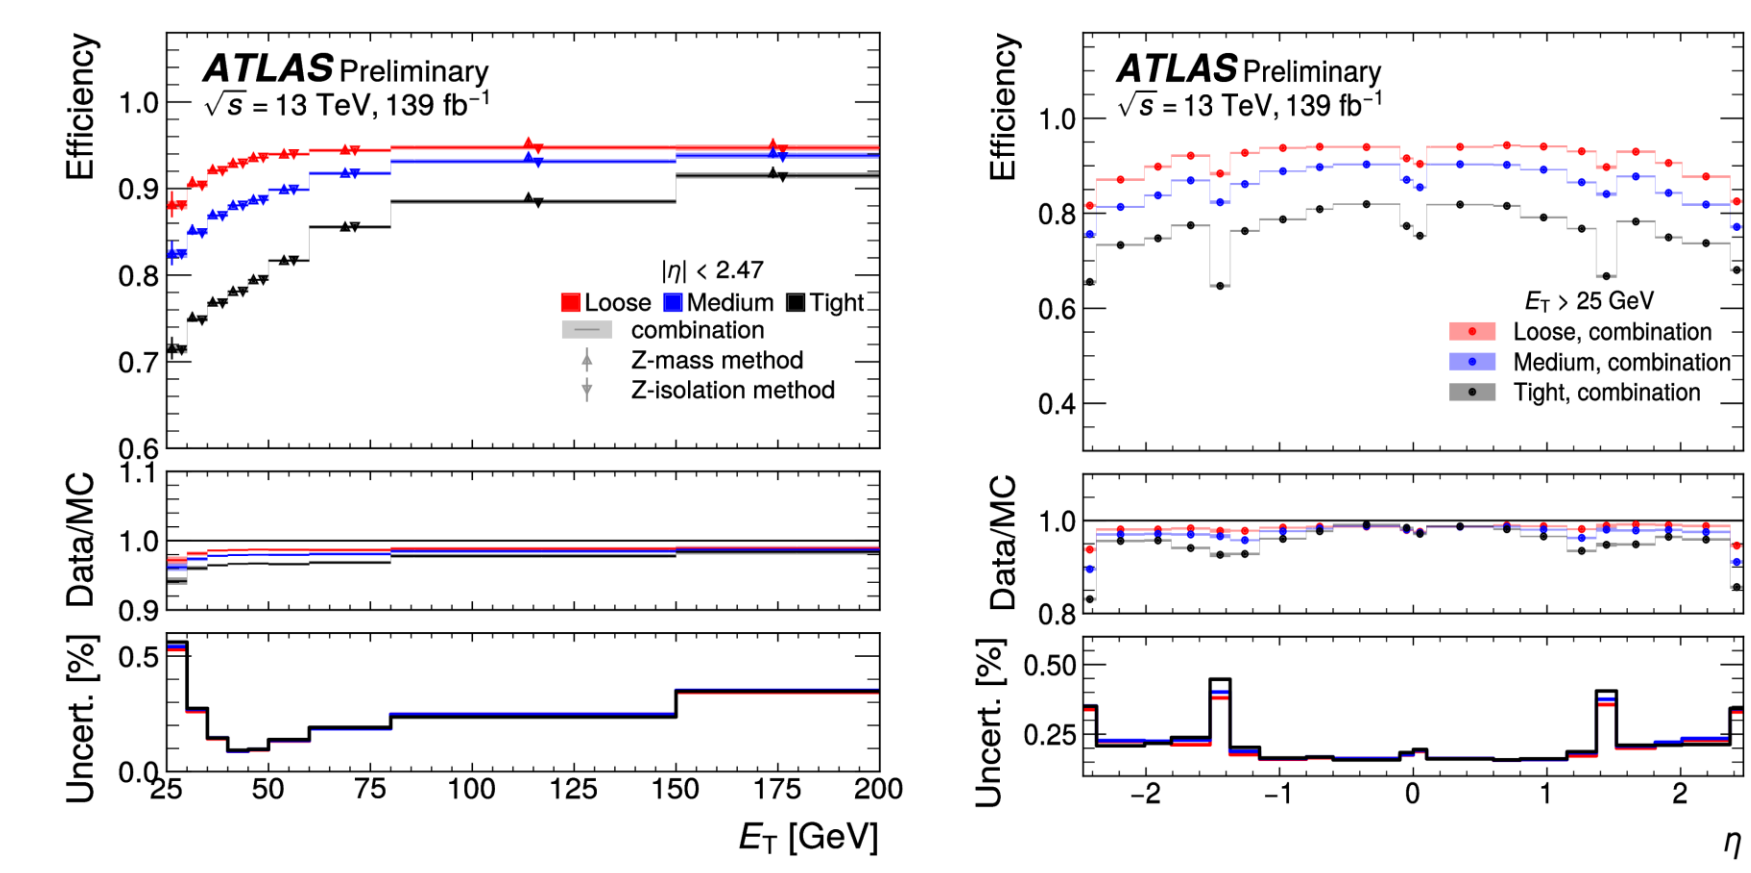 Efficiency
ATLAS Preliminary
√s = 13 TeV, 139 fb⁻¹
1.0
0.9
0.8
0.7
0.6
|η| < 2.47
Loose Medium Tight
combination
Z-mass method
Z-isolation method
Data/MC
1.1
1.0
0.9
Uncert. [%]
0.5
0.0
25 50 75 100 125 150 175 200
E_T [GeV]
Efficiency
ATLAS Preliminary
√s = 13 TeV, 139 fb⁻¹
1.0
0.8
0.6
0.4
E_T > 25 GeV
Loose, combination
Medium, combination
Tight, combination
Data/MC
1.0
0.8
Uncert. [%]
0.50
0.25
−2 −1 0 1 2
η